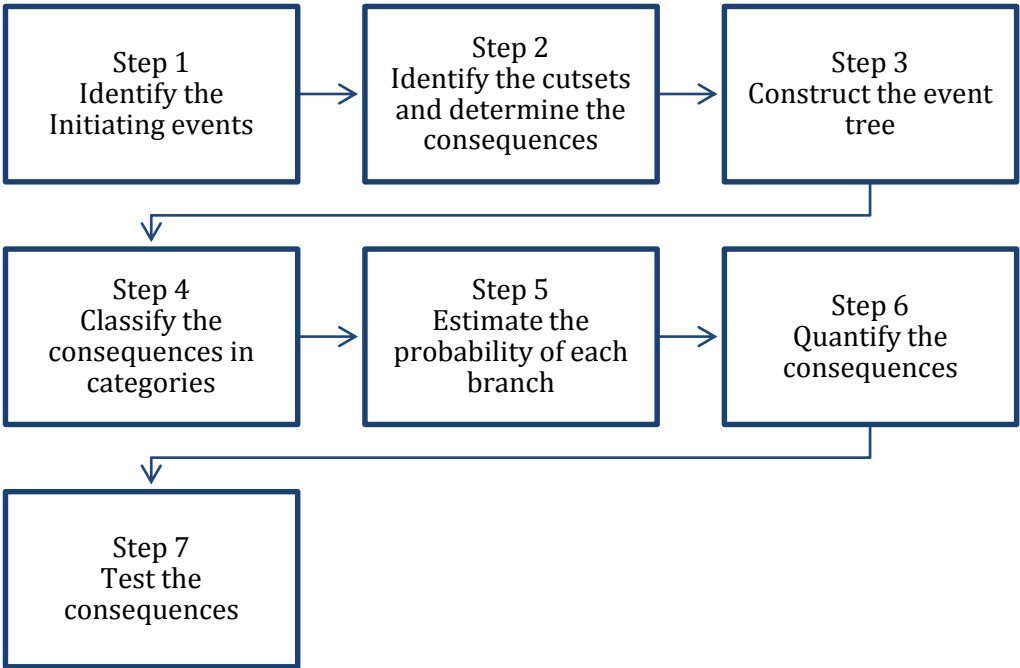 Step 1
Identify the
Initiating events
Step 2
Identify the cutsets
and determine the
consequences
Step 3
Construct the event
tree
Step 4
Classify the
consequences in
categories
Step 5
Estimate the
probability of each
branch
Step 6
Quantify the
consequences
Step 7
Test the
consequences